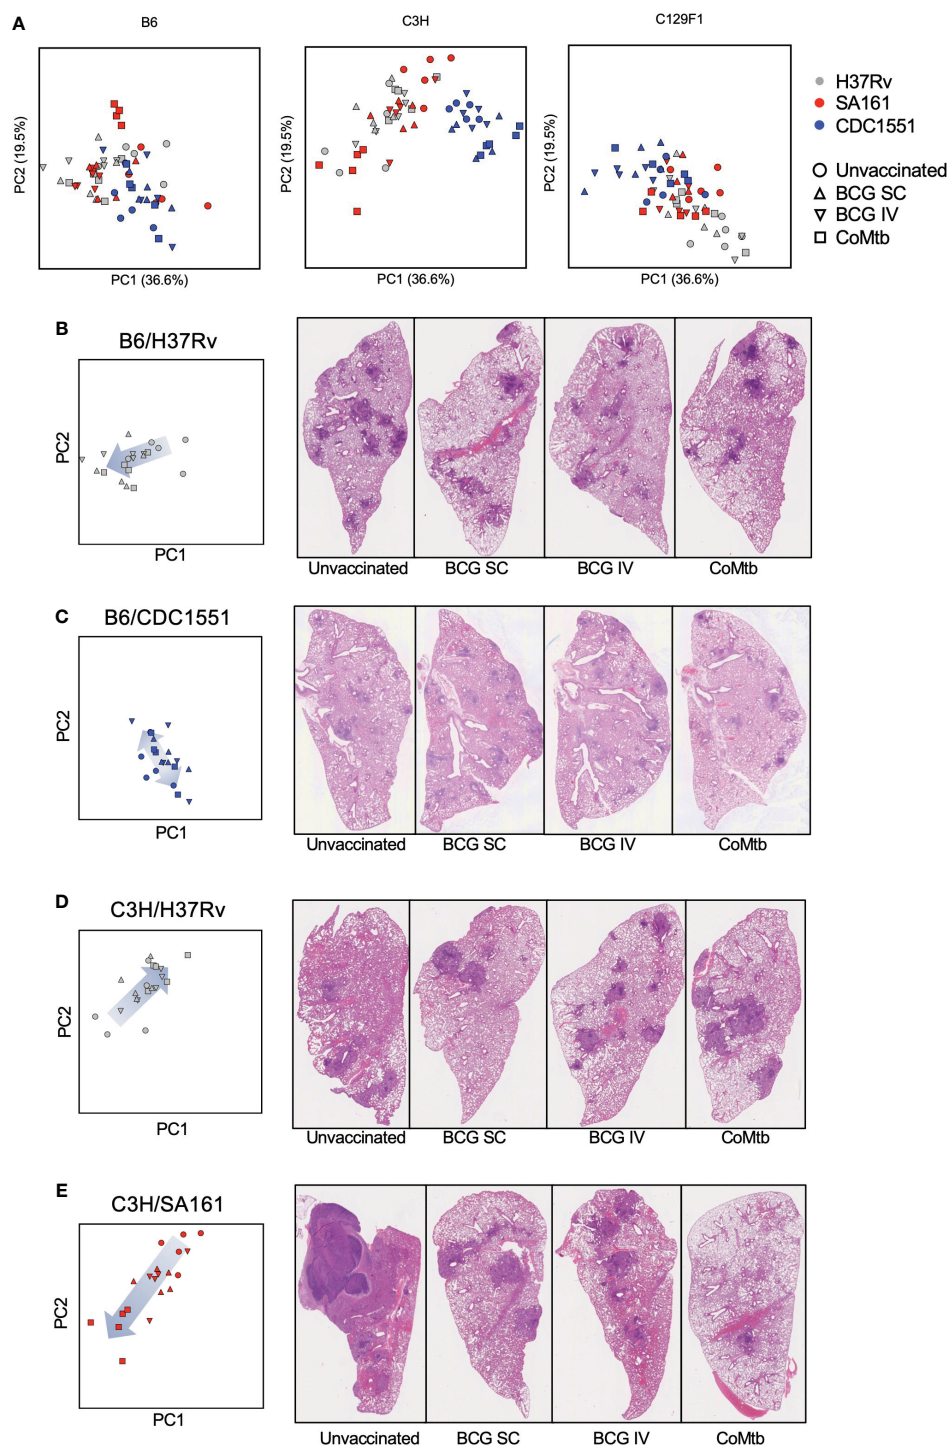 A
B6
C3H
C129F1
PC2 (19.5%)
PC1 (36.6%)
PC2 (19.5%)
PC1 (36.6%)
PC2 (19.5%)
PC1 (36.6%)
H37Rv
SA161
CDC1551
Unvaccinated
BCG SC
BCG IV
CoMtb
B
B6/H37Rv
PC2
PC1
Unvaccinated
BCG SC
BCG IV
CoMtb
C
B6/CDC1551
PC2
PC1
Unvaccinated
BCG SC
BCG IV
CoMtb
D
C3H/H37Rv
PC2
PC1
Unvaccinated
BCG SC
BCG IV
CoMtb
E
C3H/SA161
PC2
PC1
Unvaccinated
BCG SC
BCG IV
CoMtb